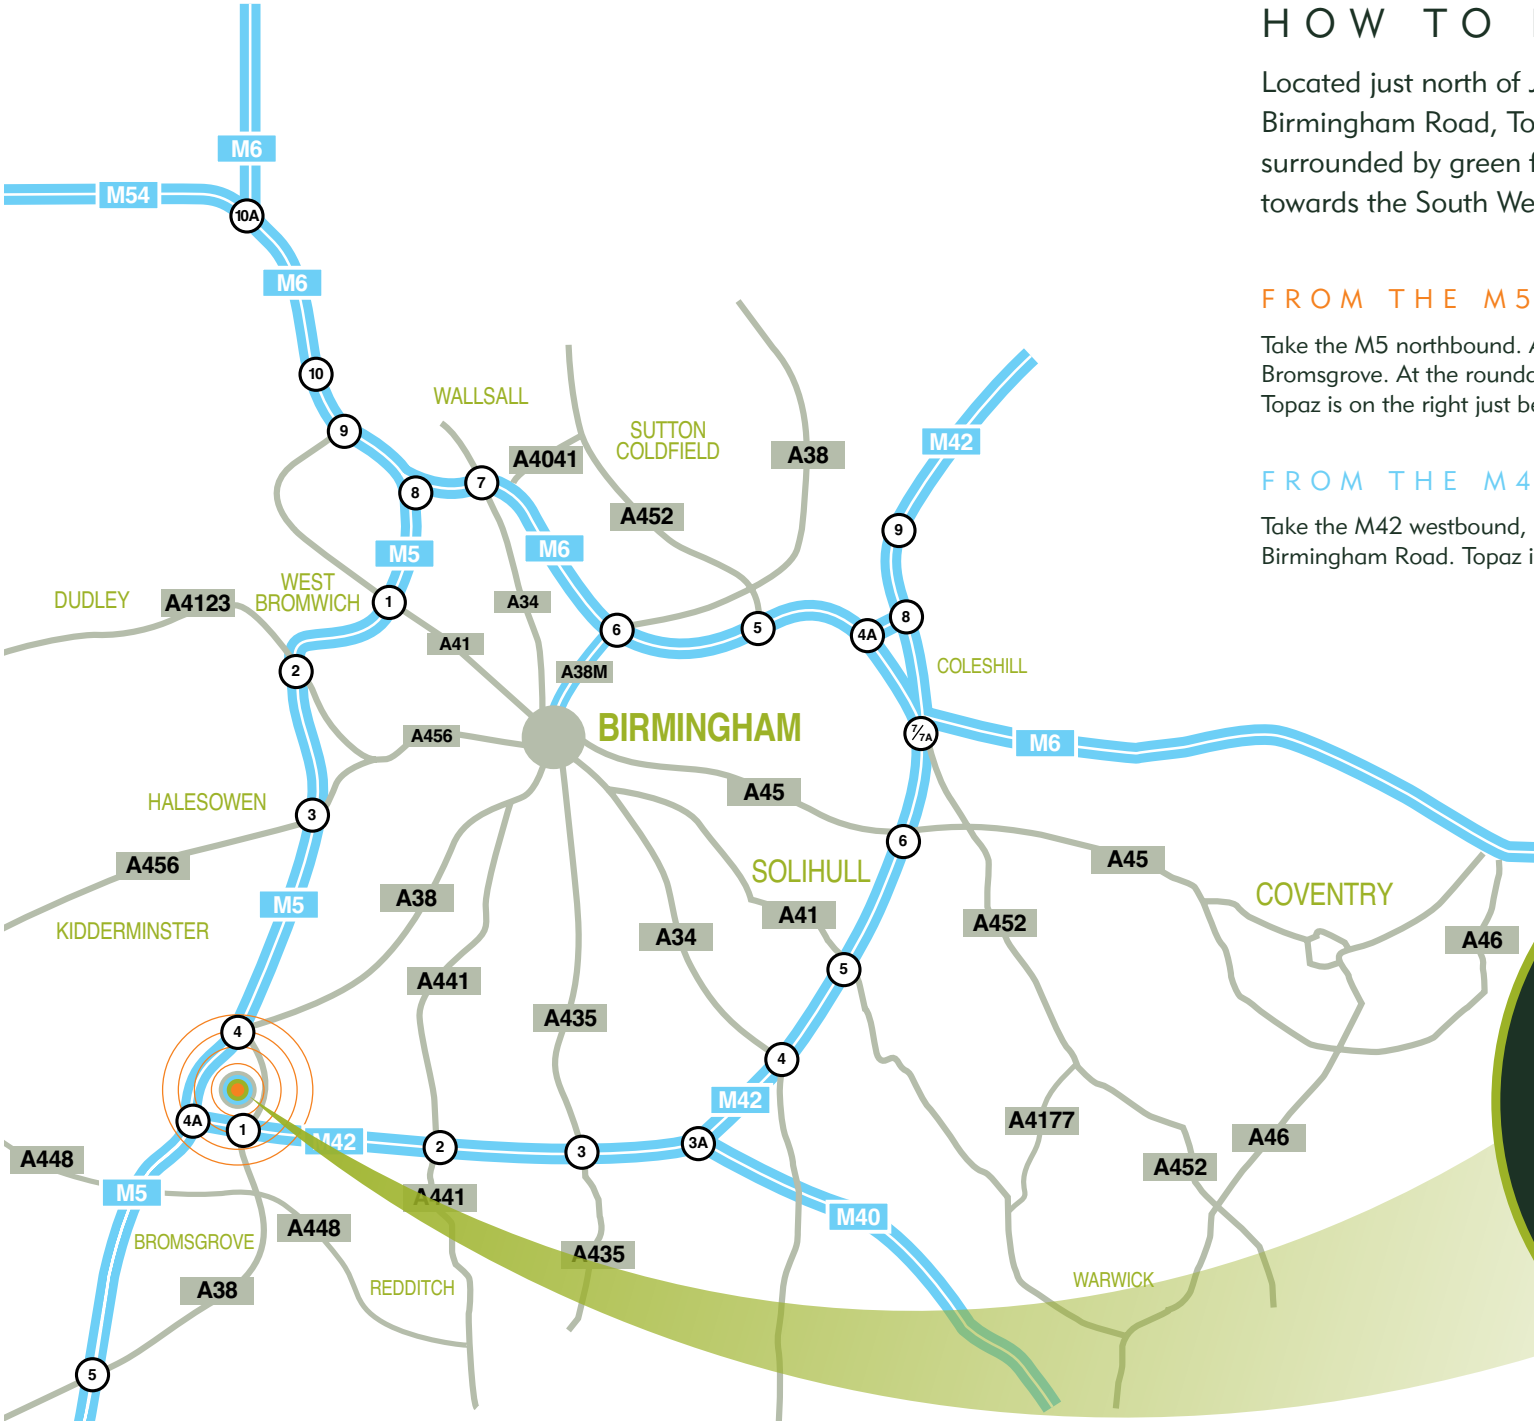 HOW TO
Located just north of
Birmingham Road, To
surrounded by green f
towards the South We
FROM THE M5
Take the M5 northbound. A
Bromsgrove. At the rounda
Topaz is on the right just be
FROM THE M4
Take the M42 westbound,
Birmingham Road. Topaz i
M6
M54
10A
M6
10
9
WALLSALL
A4041
SUTTON
COLDFIELD
A38
M42
8
7
A452
9
M5
M6
WEST
BROMWICH
DUDLEY
A4123
1
A34
6
5
4A
8
A41
2
A38M
COLESHILL
A456
BIRMINGHAM
7/7A
M6
HALESOWEN
3
A45
6
A456
A45
SOLIHULL
COVENTRY
A38
M5
A41
KIDDERMINSTER
A34
A452
A46
5
A441
A435
4
4
M42
4A
1
M42
2
3
3A
A4177
A46
A448
A452
M5
A441
M40
A448
BROMSGROVE
A435
A38
REDDITCH
WARWICK
5